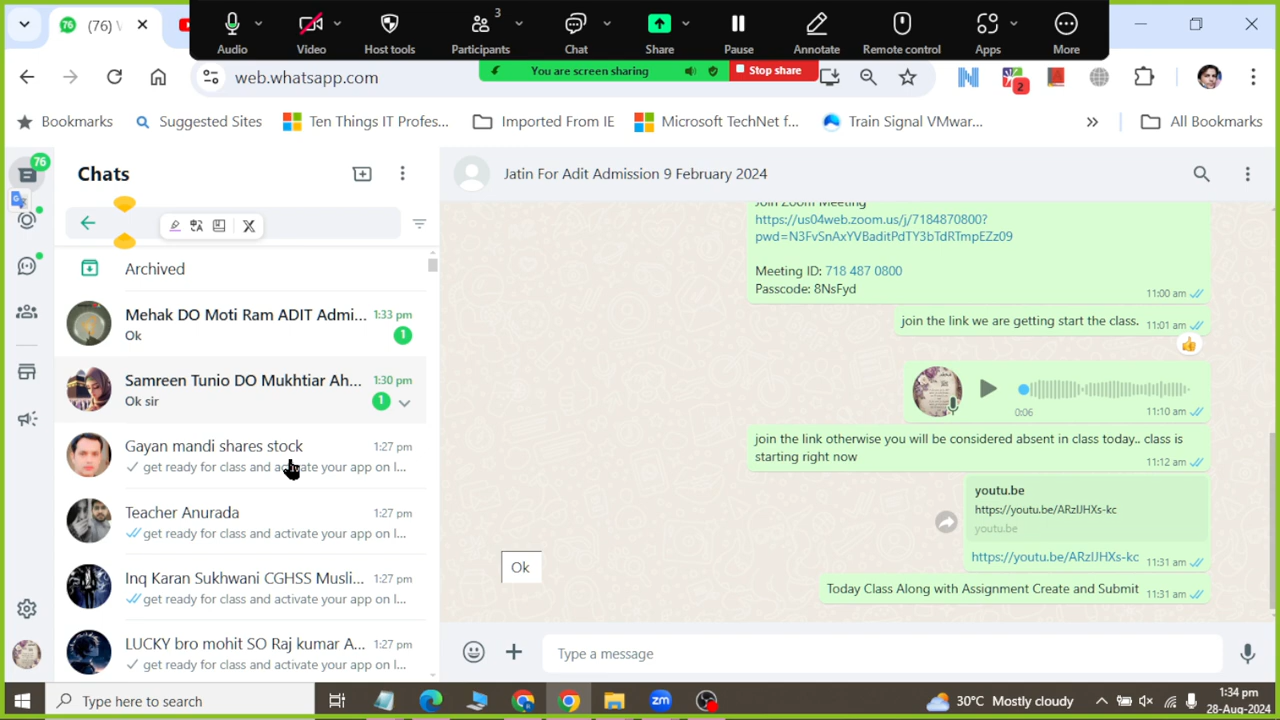 (76)
Audio
Video
Host tools
3
Participants
Chat
Share
Pause
Annotate
Remote control
Apps
More
web.whatsapp.com
You are screen sharing
Stop share
2
Bookmarks
Suggested Sites
Ten Things IT Profes...
Imported From IE
Microsoft TechNet f...
Train Signal VMwar...
»
All Bookmarks
76
Chats
Archived
Mehak DO Moti Ram ADIT Admi...
1:33 pm
Ok
1
Samreen Tunio DO Mukhtiar Ah...
1:30 pm
Ok sir
1
Gayan mandi shares stock
1:27 pm
get ready for class and activate your app on l...
Teacher Anurada
1:27 pm
get ready for class and activate your app on l...
Inq Karan Sukhwani CGHSS Musli...
1:27 pm
get ready for class and activate your app on l...
LUCKY bro mohit SO Raj kumar A...
1:27 pm
get ready for class and activate your app on l...
Jatin For Adit Admission 9 February 2024
Join Zoom Meeting
https://us04web.zoom.us/j/7184870800?
pwd=N3FvSnAxYVBaditPdTY3bTdRTmpEZz09
Meeting ID: 718 487 0800
Passcode: 8NsFyd
11:00 am
join the link we are getting start the class.
11:01 am
0:06
11:10 am
join the link otherwise you will be considered absent in class today.. class is
starting right now
11:12 am
youtu.be
https://youtu.be/ARzIJHXs-kc
youtu.be
https://youtu.be/ARzIJHXs-kc
11:31 am
Ok
Today Class Along with Assignment Create and Submit
11:31 am
Type a message
Type here to search
zm
30°C Mostly cloudy
1:34 pm
28-Aug-2024